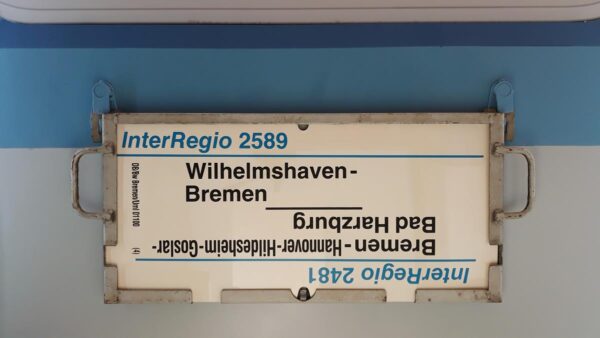 InterRegio 2589
Wilhelmshaven-
Bremen
InterRegio 2481
Bremen-Hannover-Hildesheim-Goslar-
Bad Harzburg